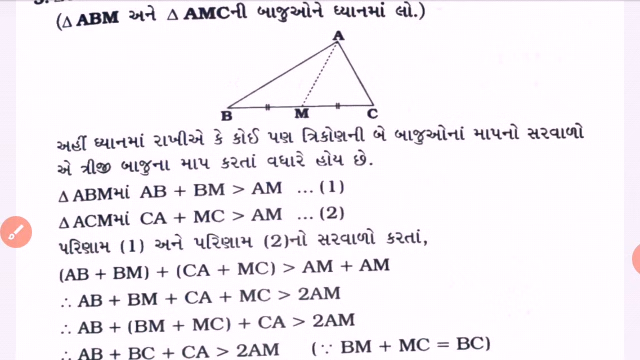 (Δ ABM અને Δ AMCની બાજુઓને ધ્યાનમાં લો.)
A
B
M
C
અહીં ધ્યાનમાં રાખીએ કે કોઈ પણ ત્રિકોણની બે બાજુઓનાં માપનો સરવાળો
એ ત્રીજી બાજુના માપ કરતાં વધારે હોય છે.
Δ ABMમાં AB + BM > AM ... (1)
Δ ACMમાં CA + MC > AM ... (2)
પરિણામ (1) અને પરિણામ (2)નો સરવાળો કરતાં,
(AB + BM) + (CA + MC) > AM + AM
∴ AB + BM + CA + MC > 2AM
∴ AB + (BM + MC) + CA > 2AM
∴ AB + BC + CA > 2AM (∵ BM + MC = BC)